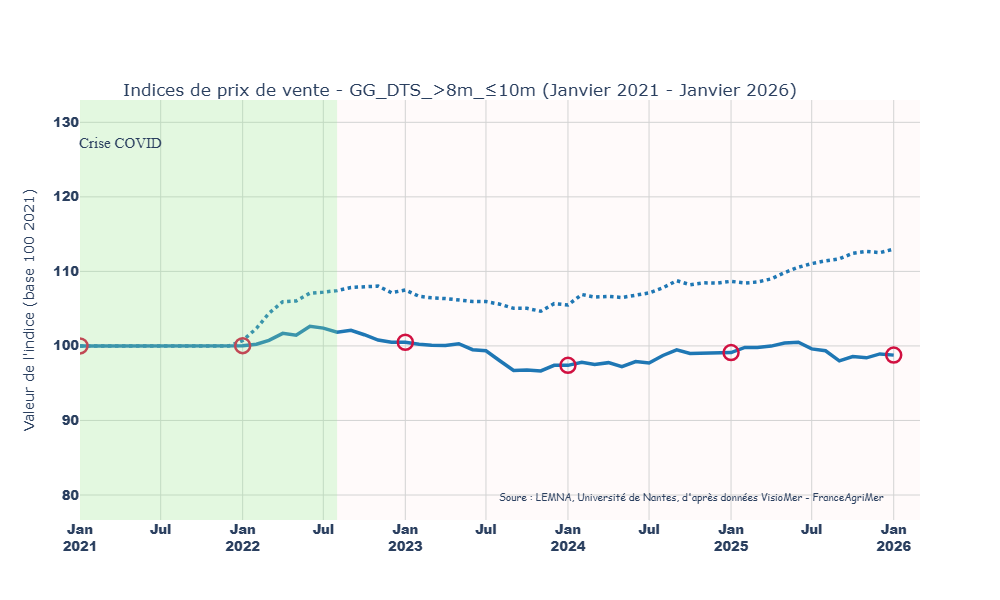 Indices de prix de vente - GG_DTS_>8m_≤10m (Janvier 2021 - Janvier 2026)
130
Crise COVID
120
110
100
90
80
Valeur de l'indice (base 100 2021)
Soure : LEMNA, Université de Nantes, d'après données VisioMer - FranceAgriMer
Jan Jul Jan Jul Jan Jul Jan Jul Jan Jul Jan
2021 2022 2023 2024 2025 2026